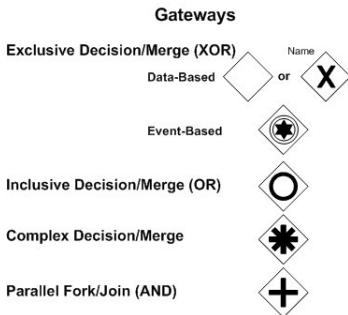 Gateways
Exclusive Decision/Merge (XOR)
Name
Data-Based or X
Event-Based
Inclusive Decision/Merge (OR)
Complex Decision/Merge
Parallel Fork/Join (AND)